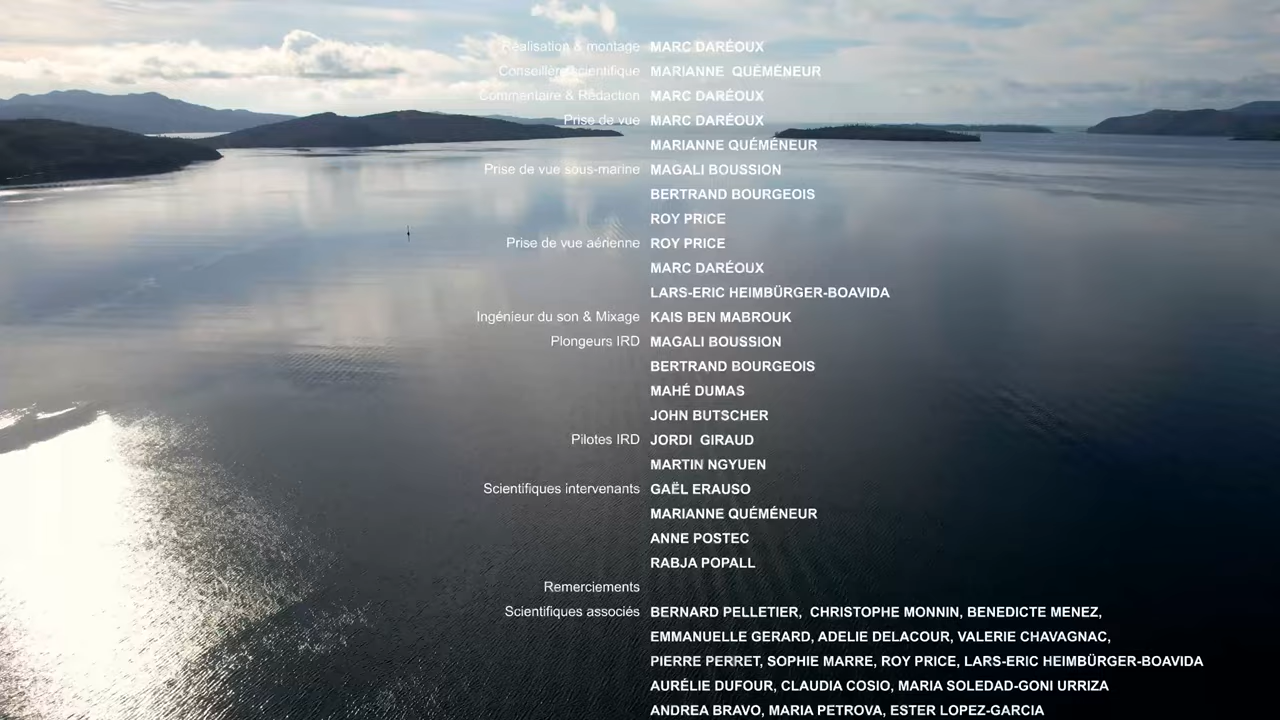 Réalisation & montage MARC DARÉOUX
Conseillère scientifique MARIANNE QUÉMÉNEUR
Commentaire & Rédaction MARC DARÉOUX
Prise de vue MARC DARÉOUX
MARIANNE QUÉMÉNEUR
Prise de vue sous-marine MAGALI BOUSSION
BERTRAND BOURGEOIS
ROY PRICE
Prise de vue aérienne ROY PRICE
MARC DARÉOUX
LARS-ERIC HEIMBÜRGER-BOAVIDA
Ingénieur du son & Mixage KAIS BEN MABROUK
Plongeurs IRD MAGALI BOUSSION
BERTRAND BOURGEOIS
MAHÉ DUMAS
JOHN BUTSCHER
Pilotes IRD JORDI GIRAUD
MARTIN NGYUEN
Scientifiques intervenants GAËL ERAUSO
MARIANNE QUÉMÉNEUR
ANNE POSTEC
RABJA POPALL
Remerciements
Scientifiques associés BERNARD PELLETIER, CHRISTOPHE MONNIN, BENEDICTE MENEZ,
EMMANUELLE GERARD, ADELIE DELACOUR, VALERIE CHAVAGNAC,
PIERRE PERRET, SOPHIE MARRE, ROY PRICE, LARS-ERIC HEIMBÜRGER-BOAVIDA
AURÉLIE DUFOUR, CLAUDIA COSIO, MARIA SOLEDAD-GONI URRIZA
ANDREA BRAVO, MARIA PETROVA, ESTER LOPEZ-GARCIA